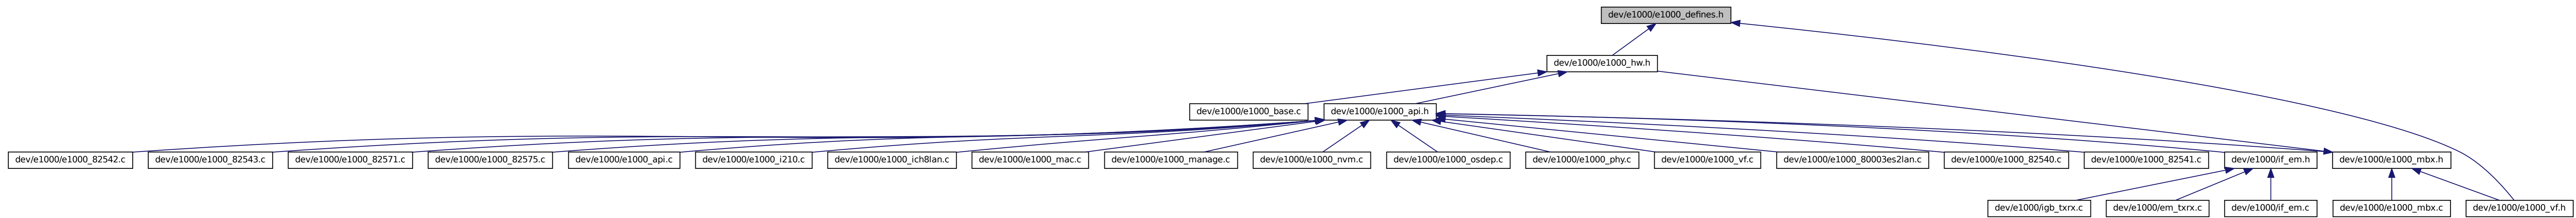 dev/e1000/e1000_defines.h
dev/e1000/e1000_hw.h
dev/e1000/e1000_base.c
dev/e1000/e1000_api.h
dev/e1000/e1000_82542.c
dev/e1000/e1000_82543.c
dev/e1000/e1000_82571.c
dev/e1000/e1000_82575.c
dev/e1000/e1000_api.c
dev/e1000/e1000_i210.c
dev/e1000/e1000_ich8lan.c
dev/e1000/e1000_mac.c
dev/e1000/e1000_manage.c
dev/e1000/e1000_nvm.c
dev/e1000/e1000_osdep.c
dev/e1000/e1000_phy.c
dev/e1000/e1000_vf.c
dev/e1000/e1000_80003es2lan.c
dev/e1000/e1000_82540.c
dev/e1000/e1000_82541.c
dev/e1000/if_em.h
dev/e1000/e1000_mbx.h
dev/e1000/igb_txrx.c
dev/e1000/em_txrx.c
dev/e1000/if_em.c
dev/e1000/e1000_mbx.c
dev/e1000/e1000_vf.h